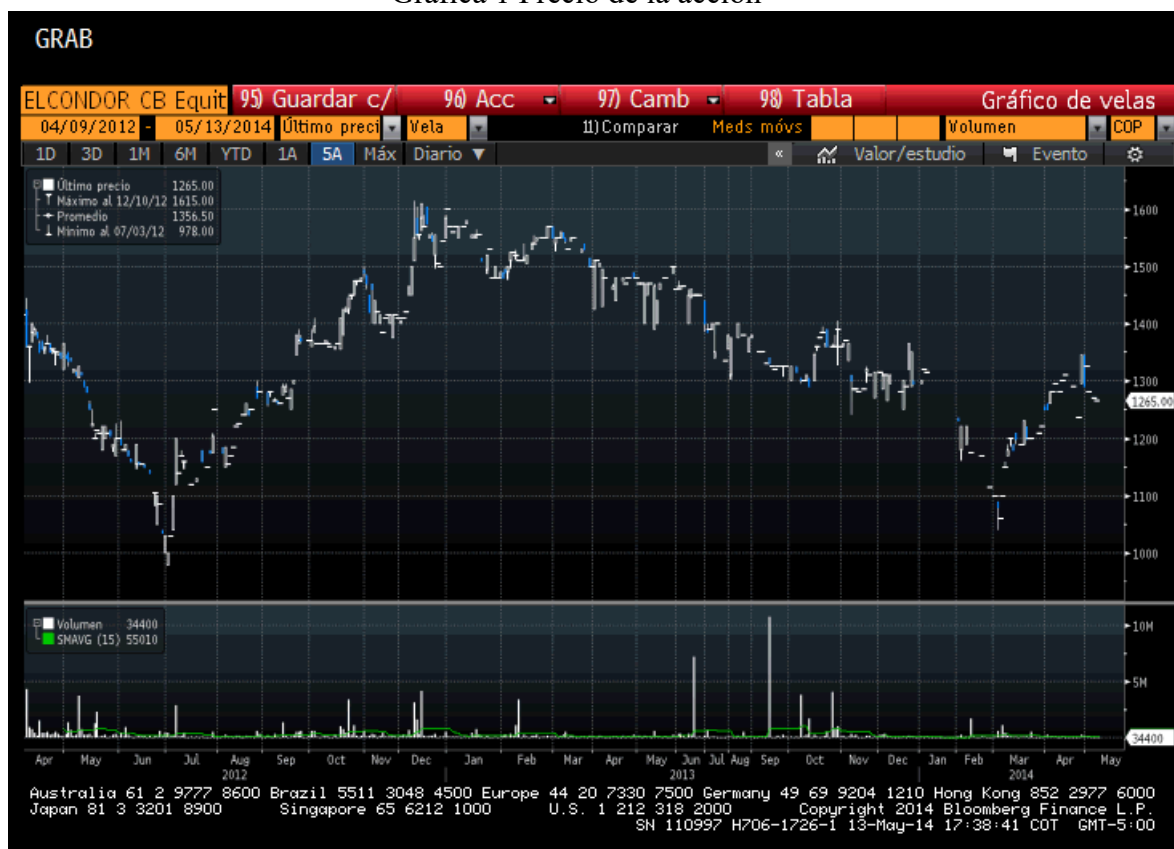 Gráfica 1 Precio de la acción
GRAB
ELCONDOR CB Equit 95) Guardar c/ 96) Acc 97) Camb 98) Tabla Gráfico de velas
04/09/2012 - 05/13/2014 Último preci Vela 11) Comparar Meds móvs Volumen COP
1D 3D 1M 6M YTD 1A 5A Máx Diario ▼ « Valor/estudio Evento
Último precio 1265.00
Máximo al 12/10/12 1615.00
Promedio 1356.50
Mínimo al 07/03/12 978.00
1600
1500
1400
1300
1265.00
1200
1100
1000
Volumen 34400
SMAVG (15) 55010
10M
5M
34400
Apr May Jun Jul Aug Sep Oct Nov Dec Jan Feb Mar Apr May Jun Jul Aug Sep Oct Nov Dec Jan Feb Mar Apr May
2012 2013 2014
Australia 61 2 9777 8600 Brazil 5511 3048 4500 Europe 44 20 7330 7500 Germany 49 69 9204 1210 Hong Kong 852 2977 6000
Japan 81 3 3201 8900 Singapore 65 6212 1000 U.S. 1 212 318 2000 Copyright 2014 Bloomberg Finance L.P.
SN 110997 H706-1726-1 13-May-14 17:38:41 COT GMT-5:00